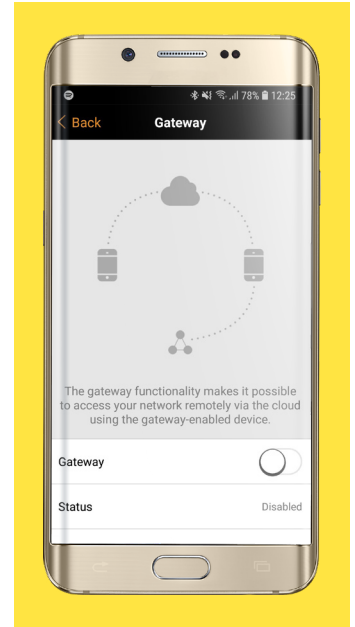 78% 12:25
Back
Gateway
The gateway functionality makes it possible
to access your network remotely via the cloud
using the gateway-enabled device.
Gateway
Status
Disabled